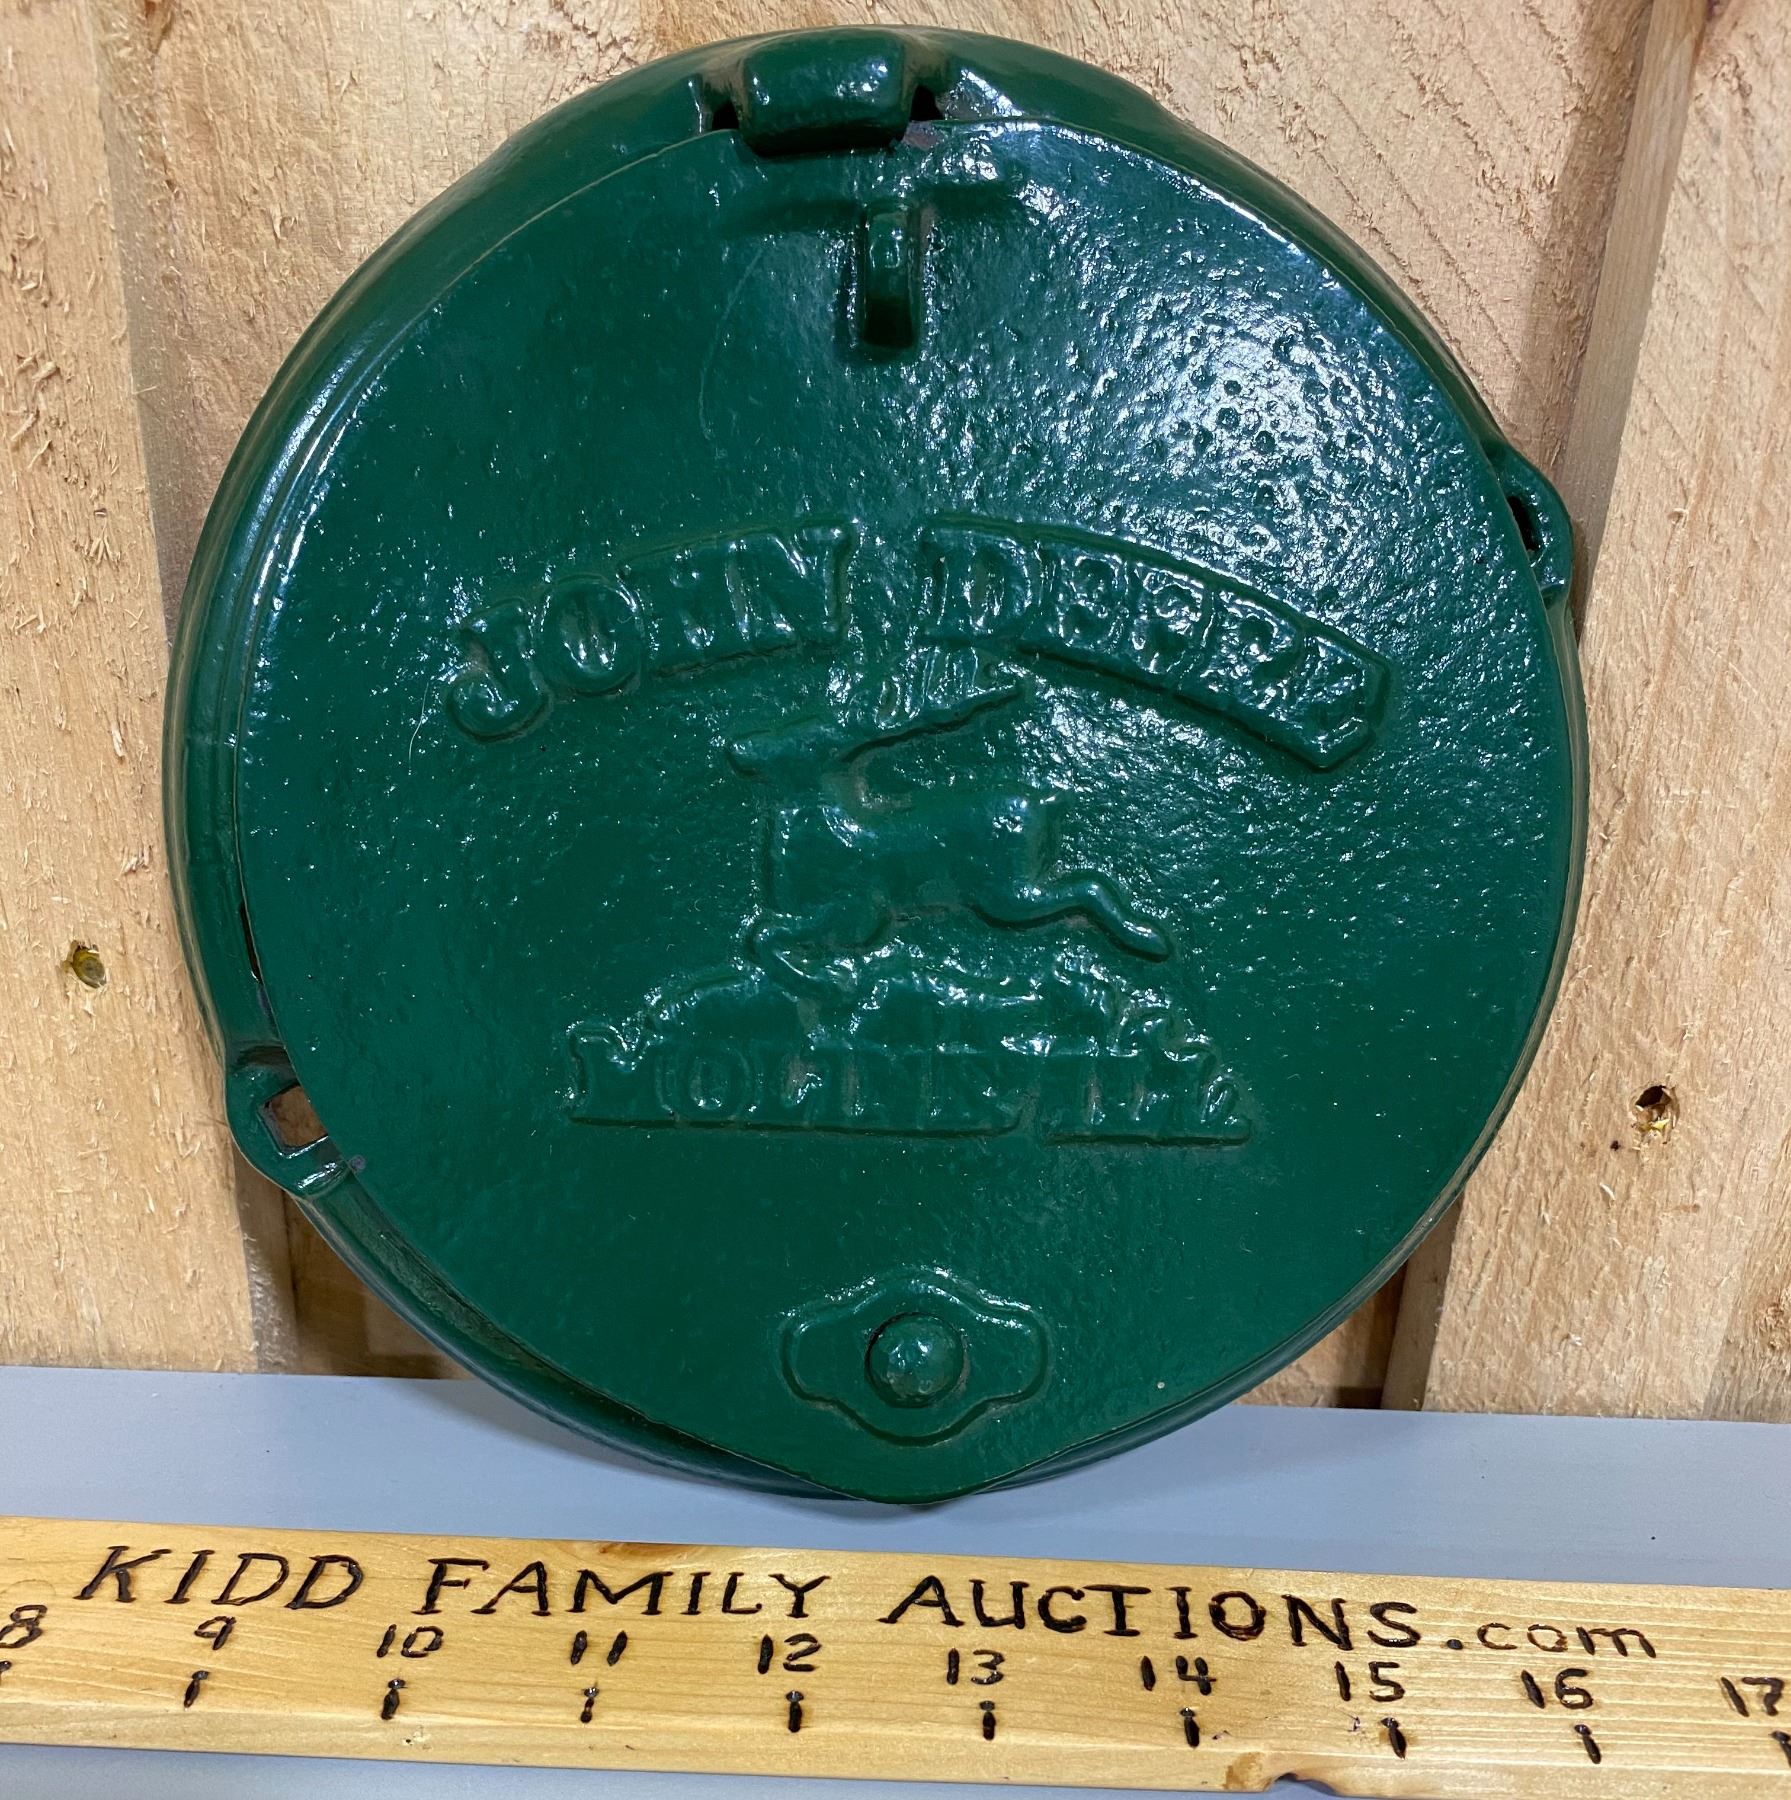 JOHN DEERE
MOLINE ILL
KIDD FAMILY AUCTIONS.com
8 9 10 11 12 13 14 15 16 17